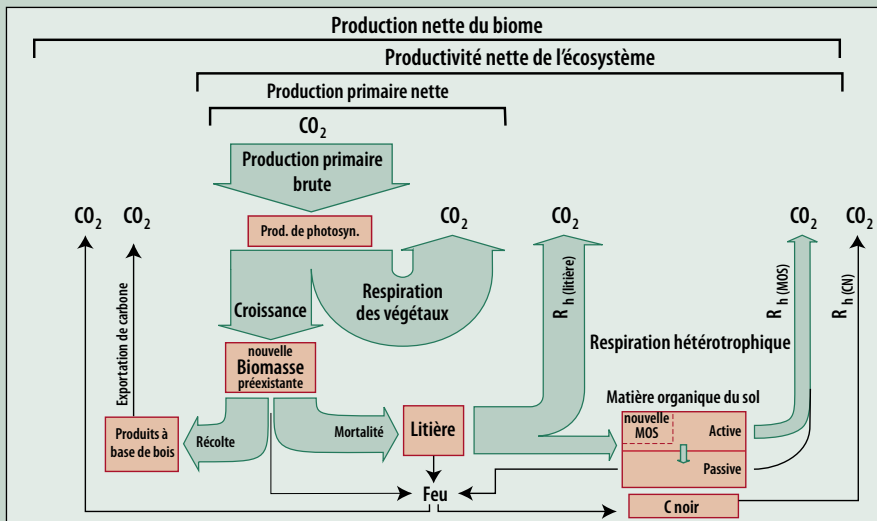 Production nette du biome
Productivité nette de l'écosystème
Production primaire nette
CO2
Production primaire
brute
CO2
CO2
Prod. de photosyn.
CO2
CO2
CO2
CO2
Exportation de carbone
Croissance
Respiration
des végétaux
R h (litière)
R h (MOS)
R h (CN)
Respiration hétérotrophique
nouvelle
Biomasse
préexistante
Matière organique du sol
Produits à
base de bois
Récolte
Mortalité
Litière
nouvelle
MOS
Active
Passive
Feu
C noir